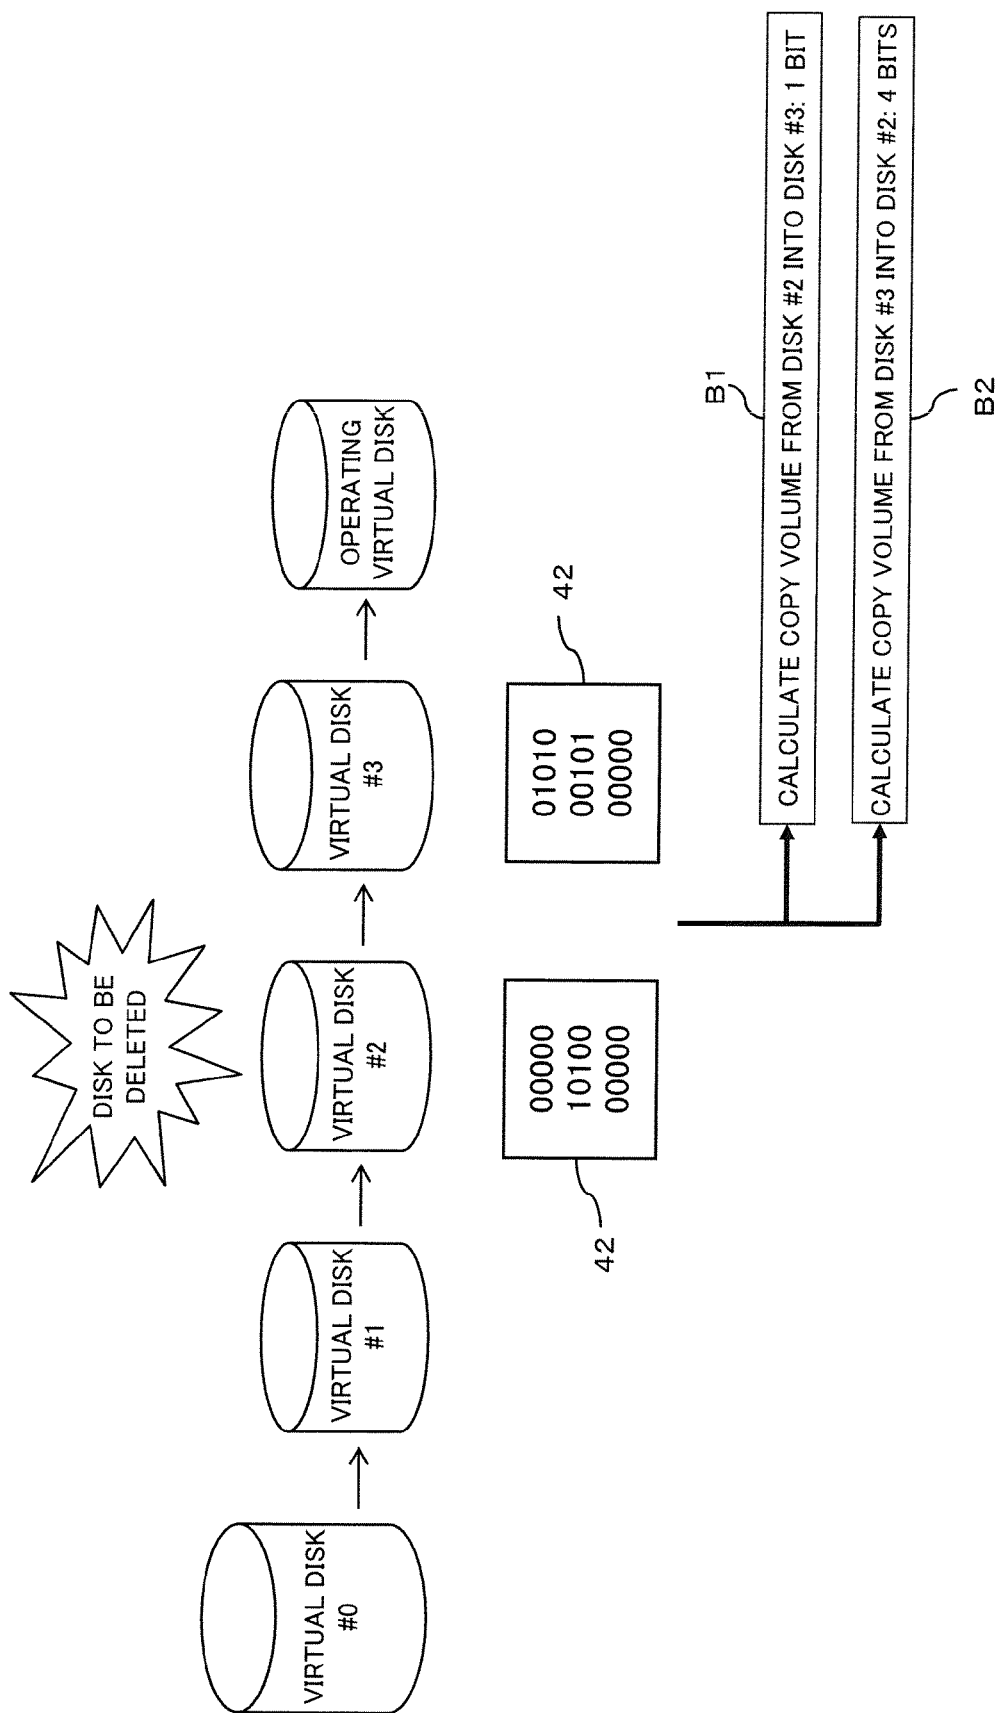 DISK TO BE
DELETED
VIRTUAL DISK
#0
VIRTUAL DISK
#1
VIRTUAL DISK
#2
VIRTUAL DISK
#3
OPERATING
VIRTUAL DISK
00000
10100
00000
42
01010
00101
00000
42
B1
CALCULATE COPY VOLUME FROM DISK #2 INTO DISK #3: 1 BIT
CALCULATE COPY VOLUME FROM DISK #3 INTO DISK #2: 4 BITS
B2